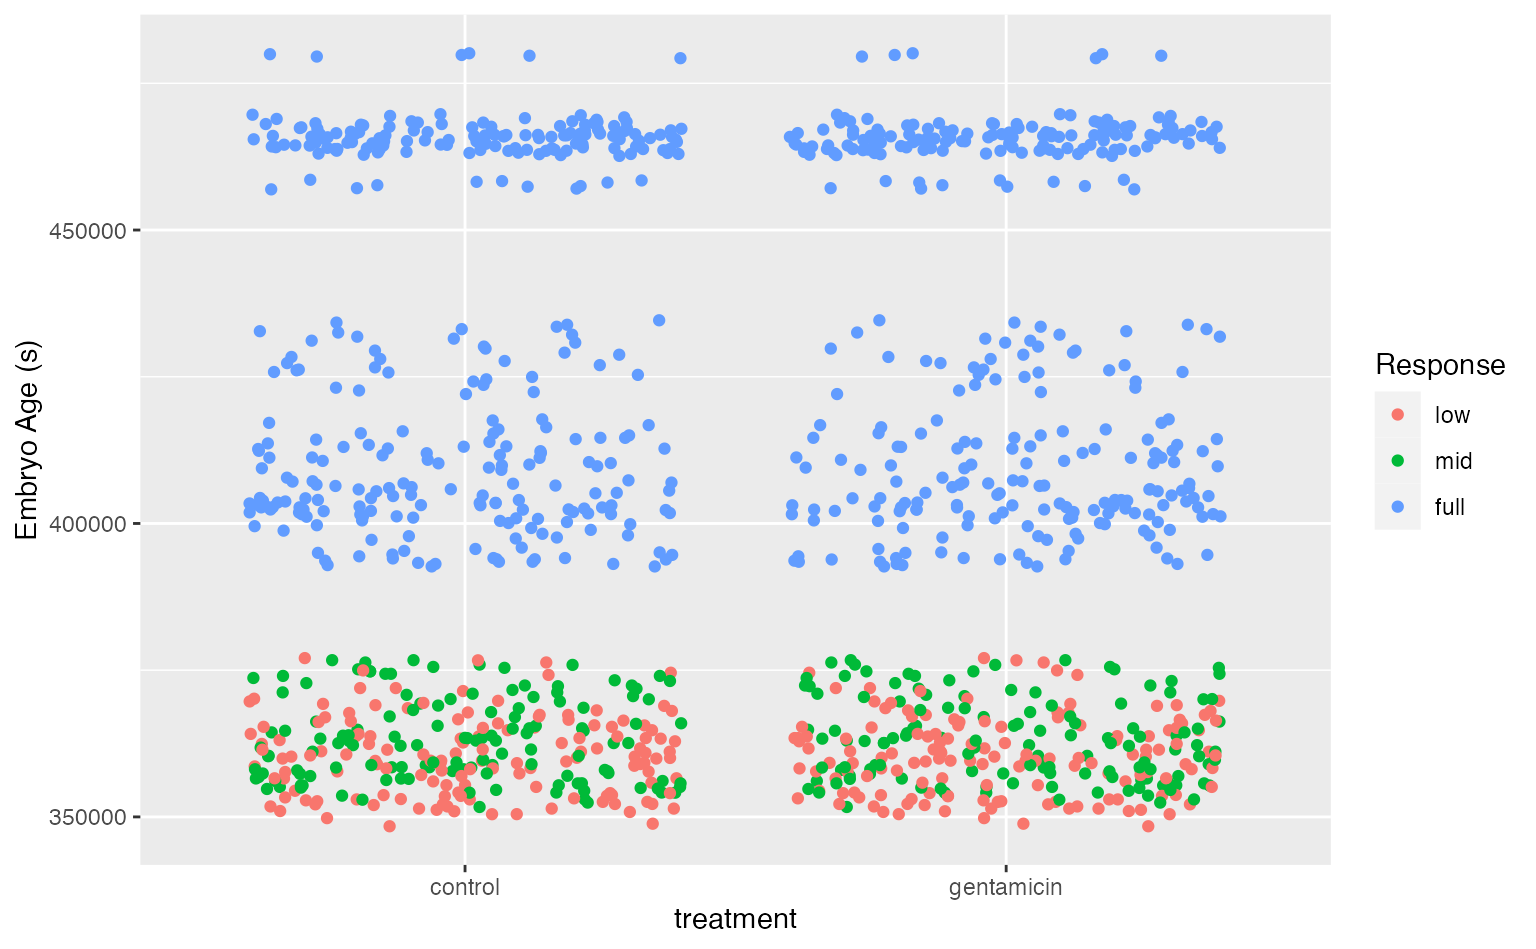 Embryo Age (s)
450000
400000
350000
control
gentamicin
treatment
Response
low
mid
full